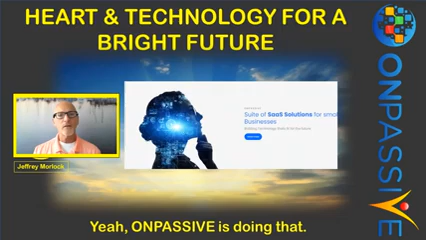 HEART & TECHNOLOGY FOR A
BRIGHT FUTURE
ONPASSIVE
Suite of SaaS Solutions for smal
Businesses
Jeffrey Morlock
Yeah, ONPASSIVE is doing that.